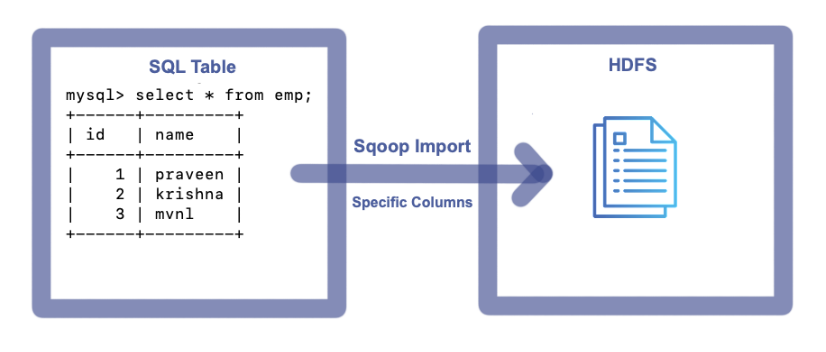 SQL Table
mysql> select * from emp;
+------+---------+
| id   | name    |
+------+---------+
|    1 | praveen |
|    2 | krishna |
|    3 | mvnl    |
+------+---------+
Sqoop Import
Specific Columns
HDFS